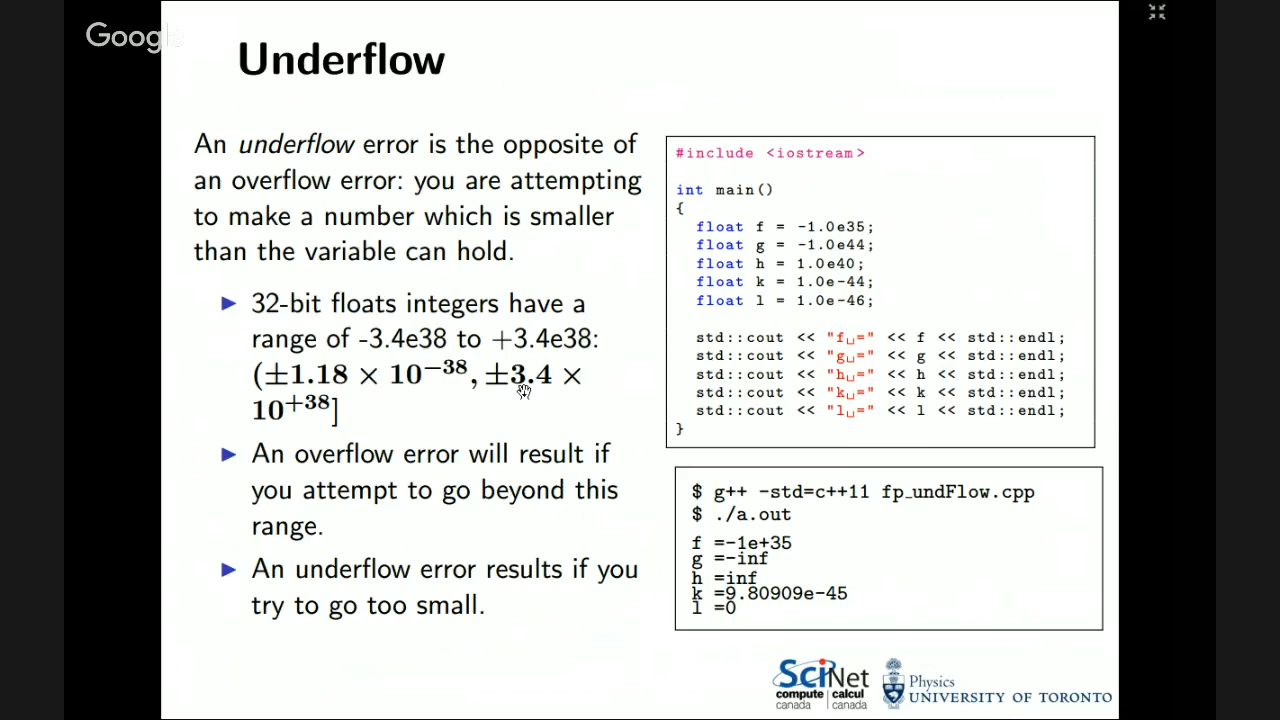 Google
Underflow
An underflow error is the opposite of
an overflow error: you are attempting
to make a number which is smaller
than the variable can hold.
▶ 32-bit floats integers have a
range of -3.4e38 to +3.4e38:
(±1.18 × 10⁻³⁸, ±3.4 ×
10⁺³⁸]
▶ An overflow error will result if
you attempt to go beyond this
range.
▶ An underflow error results if you
try to go too small.
#include <iostream>
int main()
{
float f = -1.0e35;
float g = -1.0e44;
float h = 1.0e40;
float k = 1.0e-44;
float l = 1.0e-46;
std::cout << "f␣=" << f << std::endl;
std::cout << "g␣=" << g << std::endl;
std::cout << "h␣=" << h << std::endl;
std::cout << "k␣=" << k << std::endl;
std::cout << "l␣=" << l << std::endl;
}
$ g++ -std=c++11 fp_undFlow.cpp
$ ./a.out
f =-1e+35
g =-inf
h =inf
k =9.80909e-45
l =0
SciNet
compute | calcul
canada | canada
Physics
UNIVERSITY OF TORONTO